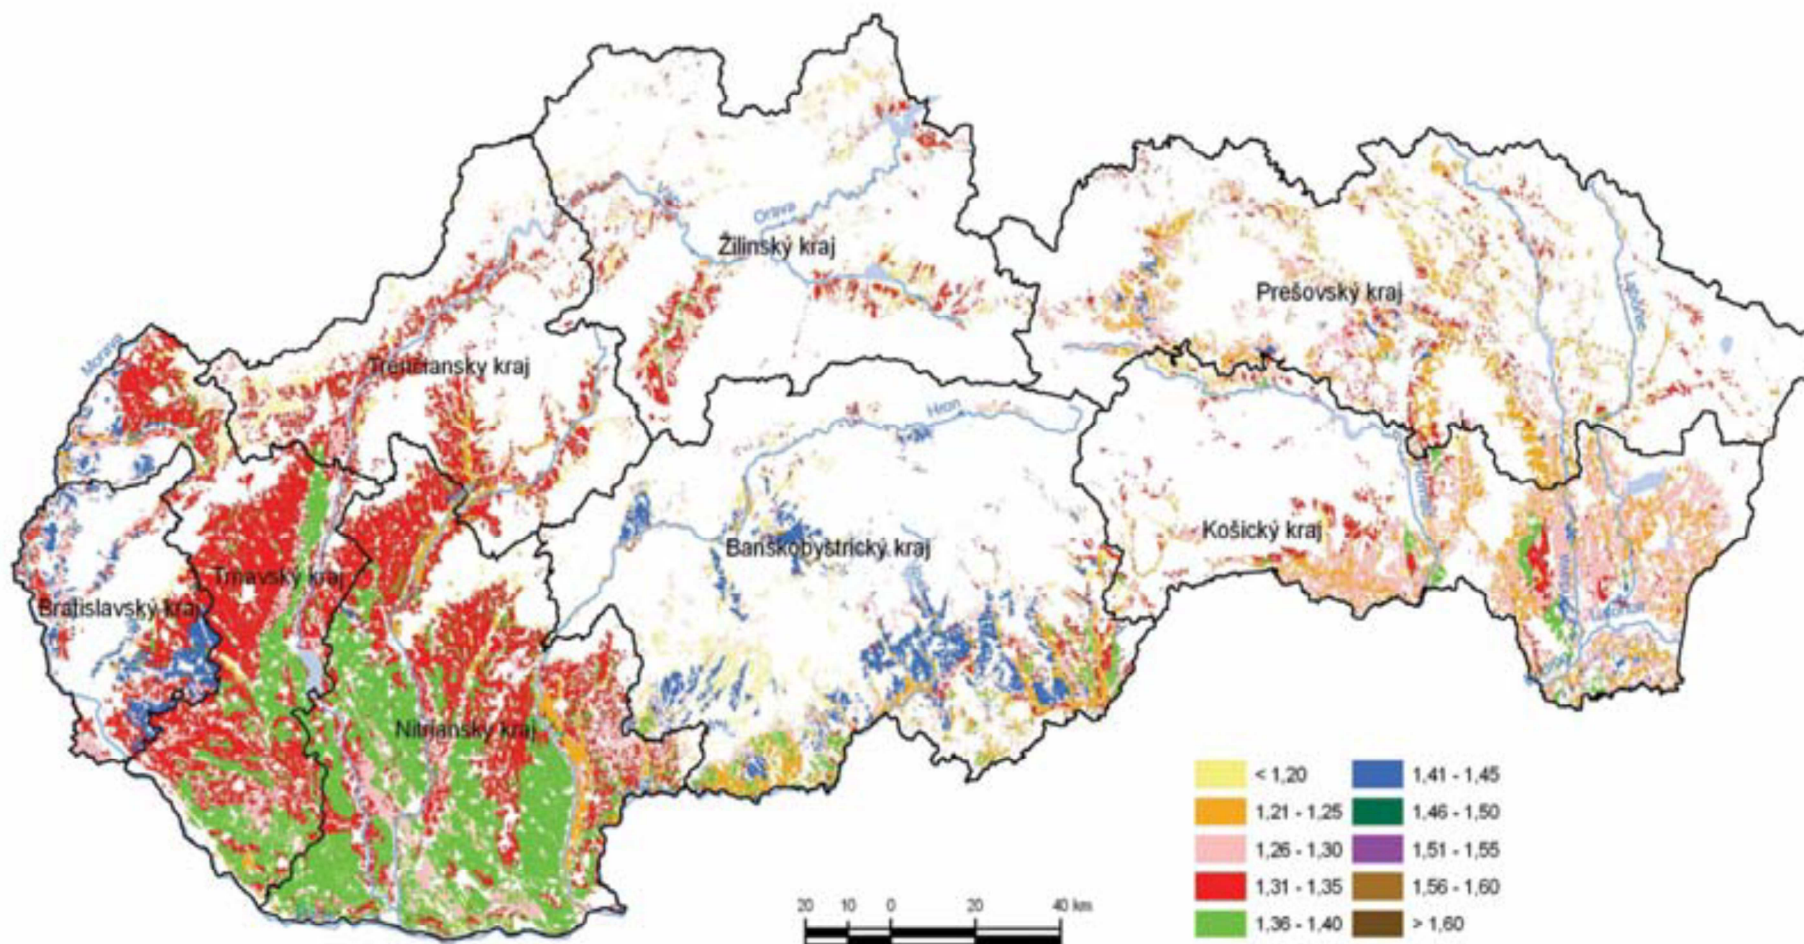 Orava
Žilinský kraj
Prešovský kraj
Morava
Trenčiansky kraj
Hron
Košický kraj
Banskobystrický kraj
Trnavský kraj
Bratislavský kraj
Nitriansky kraj
< 1,20
1,21 - 1,25
1,26 - 1,30
1,31 - 1,35
1,36 - 1,40
1,41 - 1,45
1,46 - 1,50
1,51 - 1,55
1,56 - 1,60
> 1,60
20 10 0 20 40 km